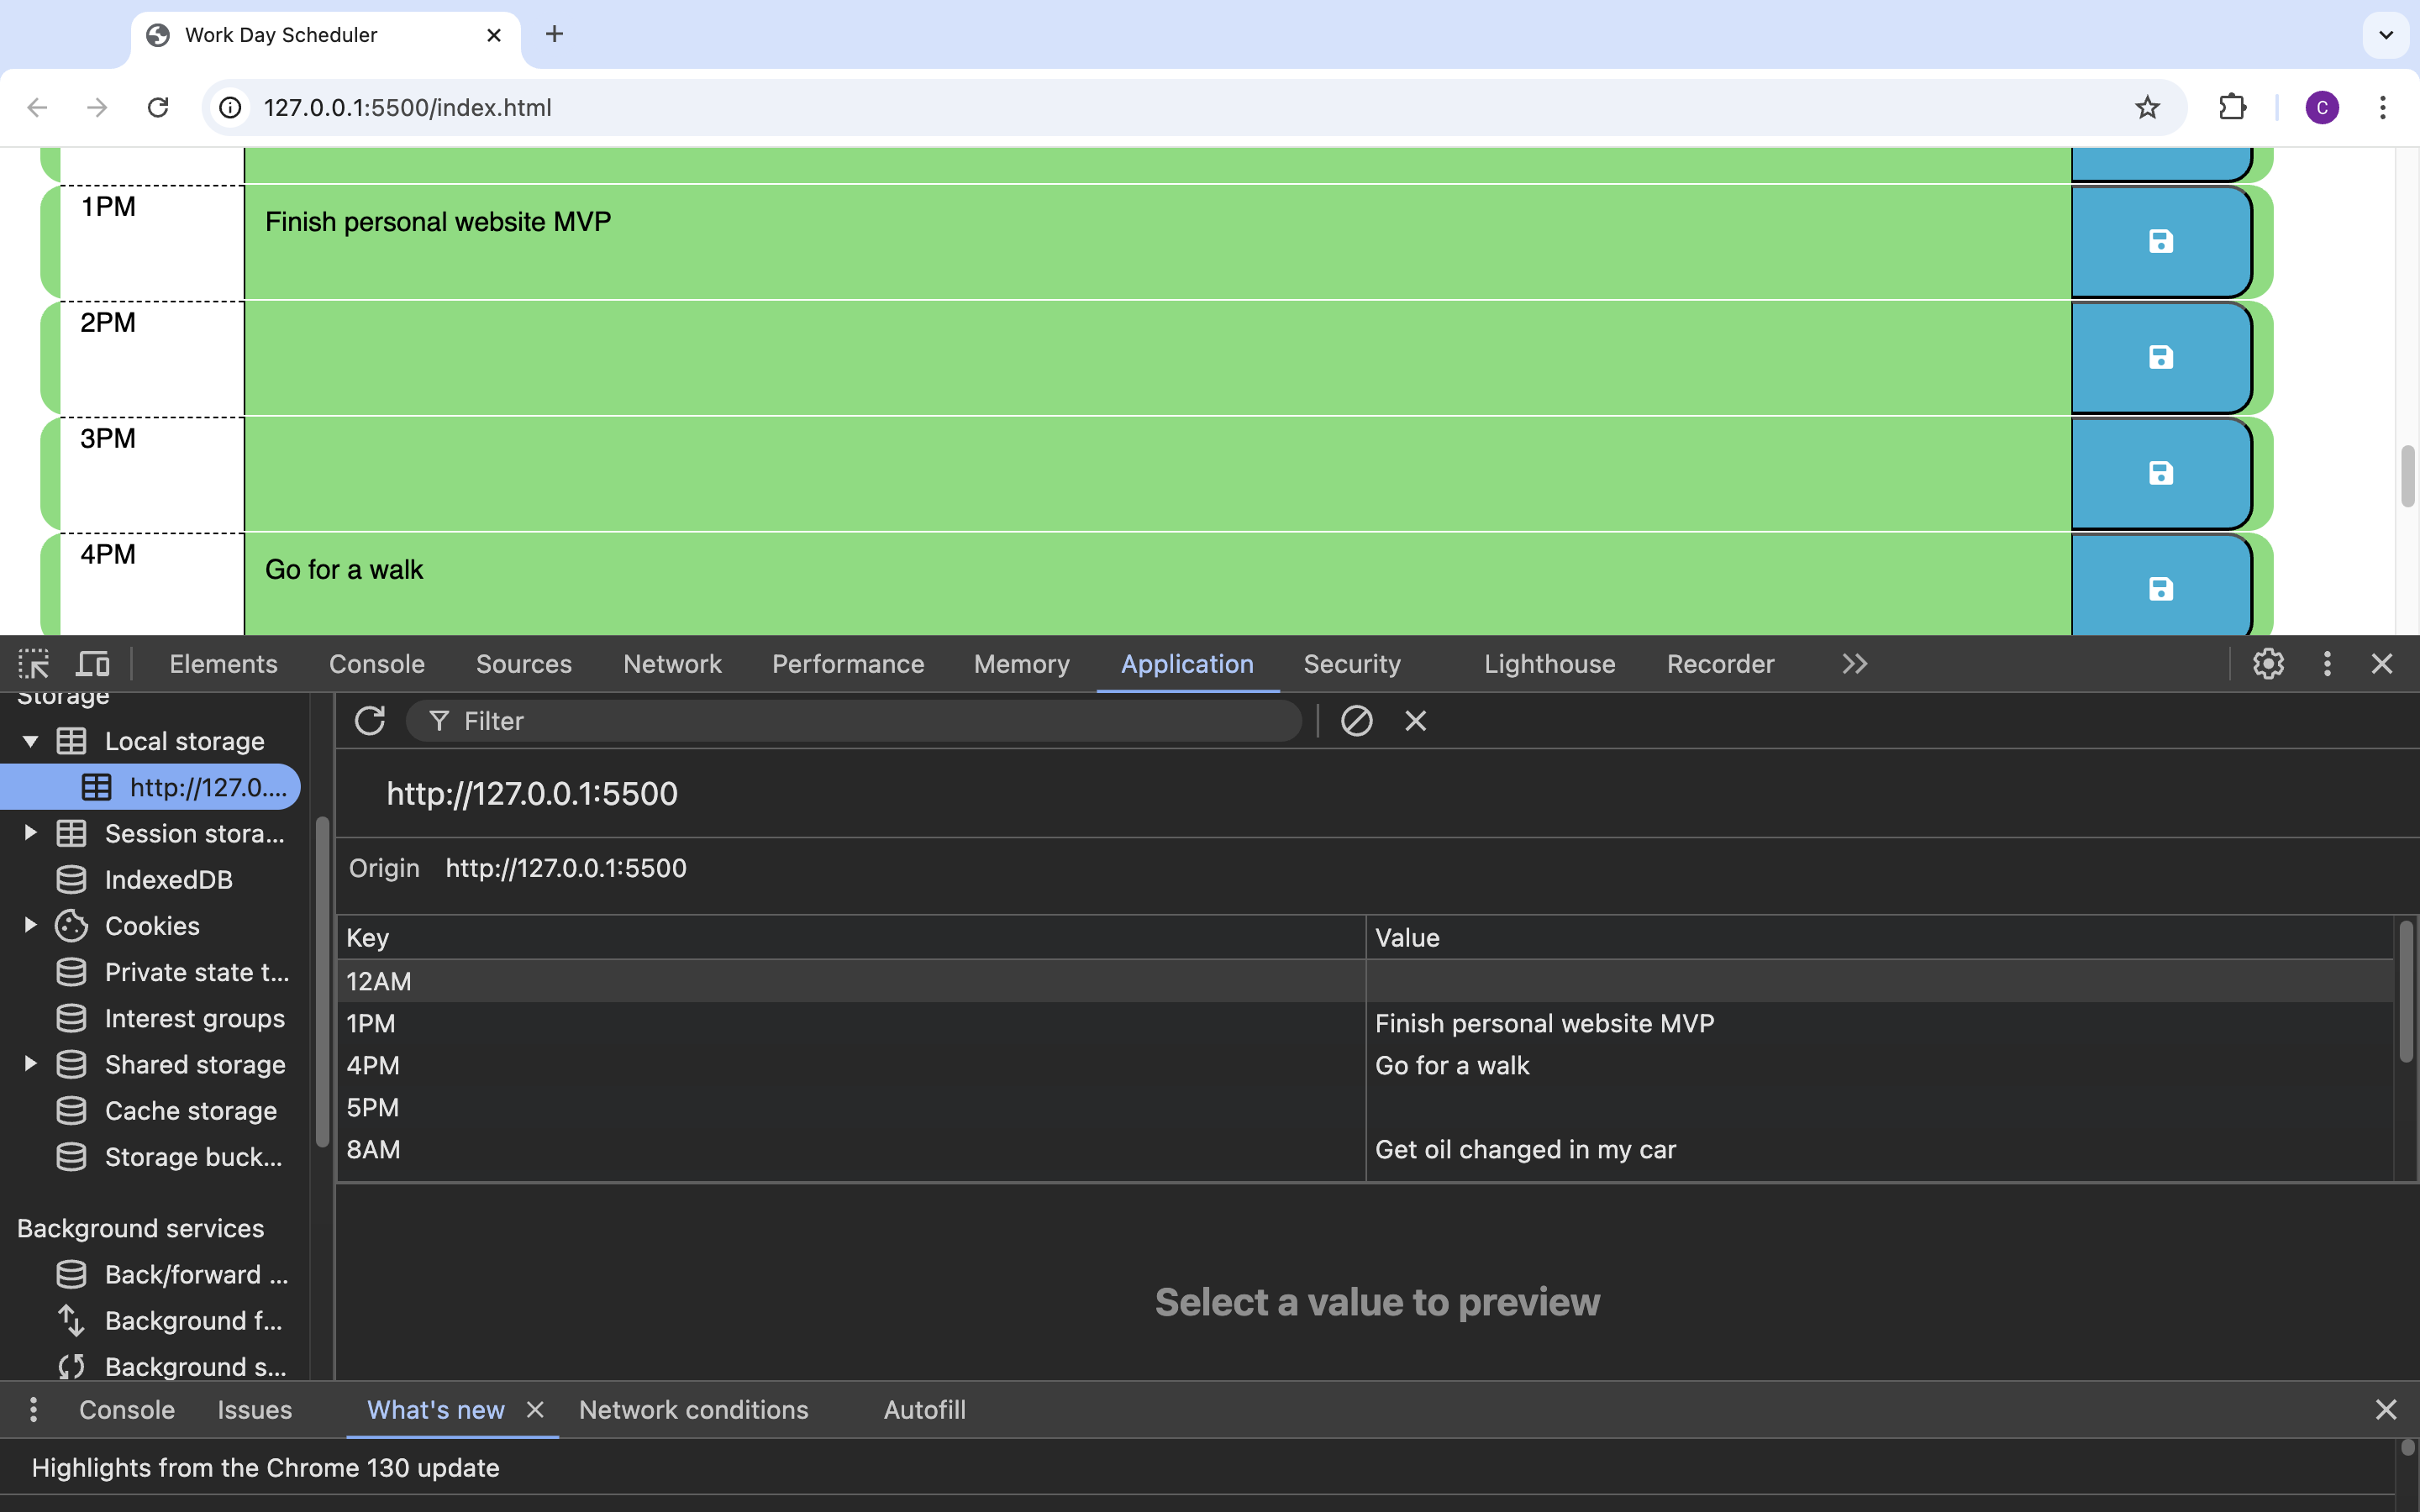 Work Day Scheduler
127.0.0.1:5500/index.html
C
1PM
Finish personal website MVP
2PM
3PM
4PM
Go for a walk
Elements Console Sources Network Performance Memory Application Security Lighthouse Recorder
Storage
Filter
Local storage
http://127.0....
http://127.0.0.1:5500
Session stora...
Origin http://127.0.0.1:5500
IndexedDB
Cookies
Private state t...
Interest groups
Shared storage
Cache storage
Storage buck...
Key Value
12AM
1PM Finish personal website MVP
4PM Go for a walk
5PM
8AM Get oil changed in my car
Background services
Back/forward ...
Background f...
Background s...
Select a value to preview
Console Issues What's new Network conditions Autofill
Highlights from the Chrome 130 update